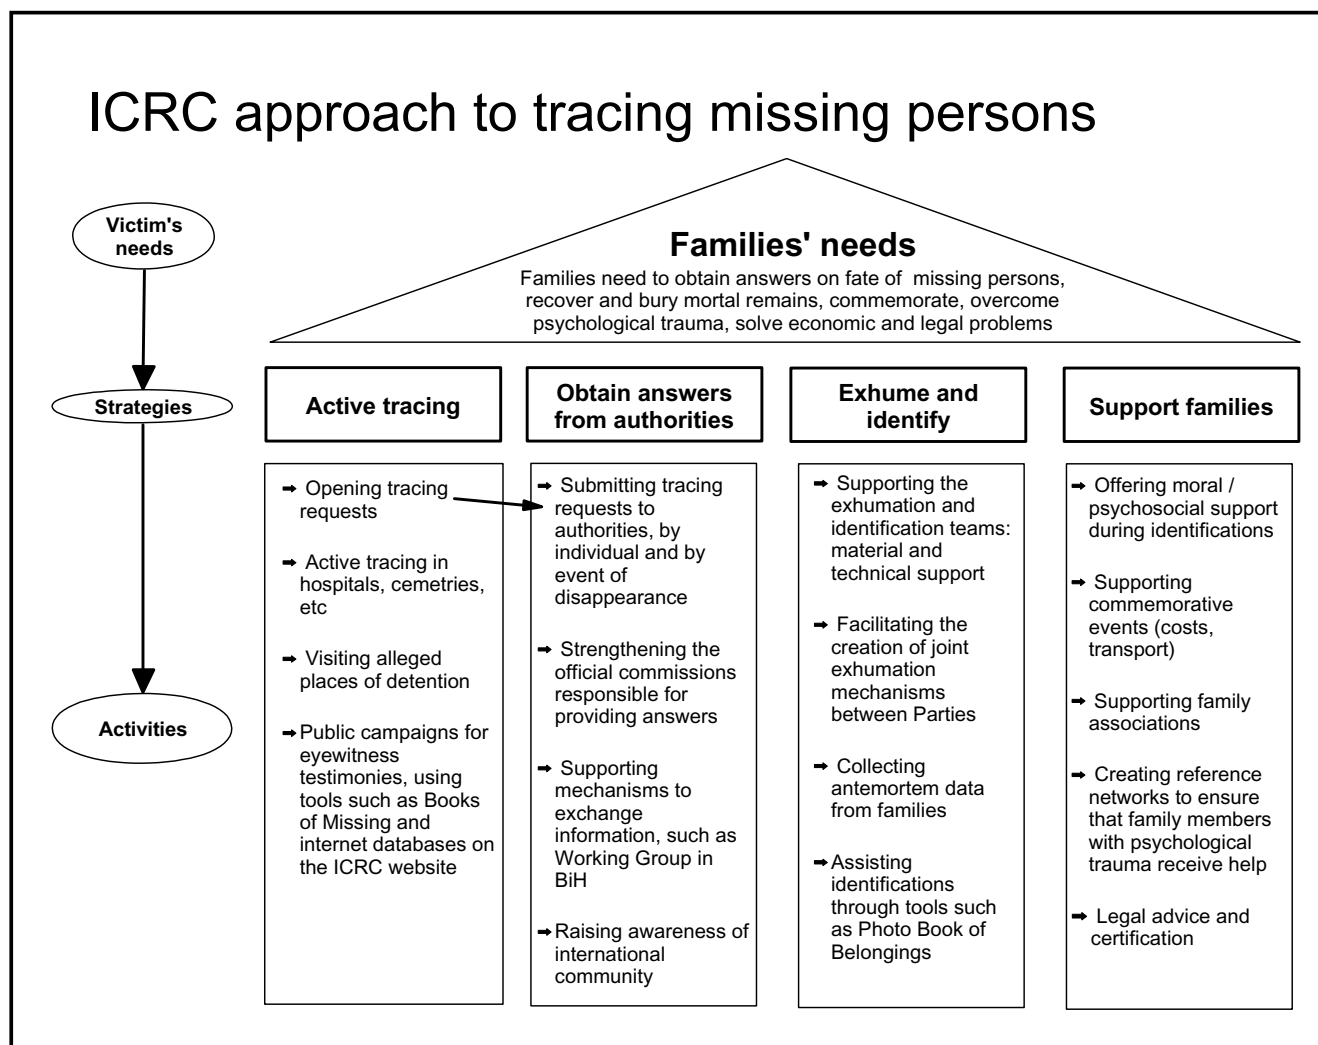 ICRC approach to tracing missing persons
Victim's
needs
Strategies
Activities
Families' needs
Families need to obtain answers on fate of missing persons,
recover and bury mortal remains, commemorate, overcome
psychological trauma, solve economic and legal problems
Active tracing
➡ Opening tracing
requests
➡ Active tracing in
hospitals, cemetries,
etc
➡ Visiting alleged
places of detention
➡ Public campaigns for
eyewitness
testimonies, using
tools such as Books
of Missing and
internet databases on
the ICRC website
Obtain answers
from authorities
➡ Submitting tracing
requests to
authorities, by
individual and by
event of
disappearance
➡ Strengthening the
official commissions
responsible for
providing answers
➡ Supporting
mechanisms to
exchange
information, such as
Working Group in
BiH
➡ Raising awareness of
international
community
Exhume and
identify
➡ Supporting the
exhumation and
identification teams:
material and
technical support
➡ Facilitating the
creation of joint
exhumation
mechanisms
between Parties
➡ Collecting
antemortem data
from families
➡ Assisting
identifications
through tools such
as Photo Book of
Belongings
Support families
➡ Offering moral /
psychosocial support
during identifications
➡ Supporting
commemorative
events (costs,
transport)
➡ Supporting family
associations
➡ Creating reference
networks to ensure
that family members
with psychological
trauma receive help
➡ Legal advice and
certification